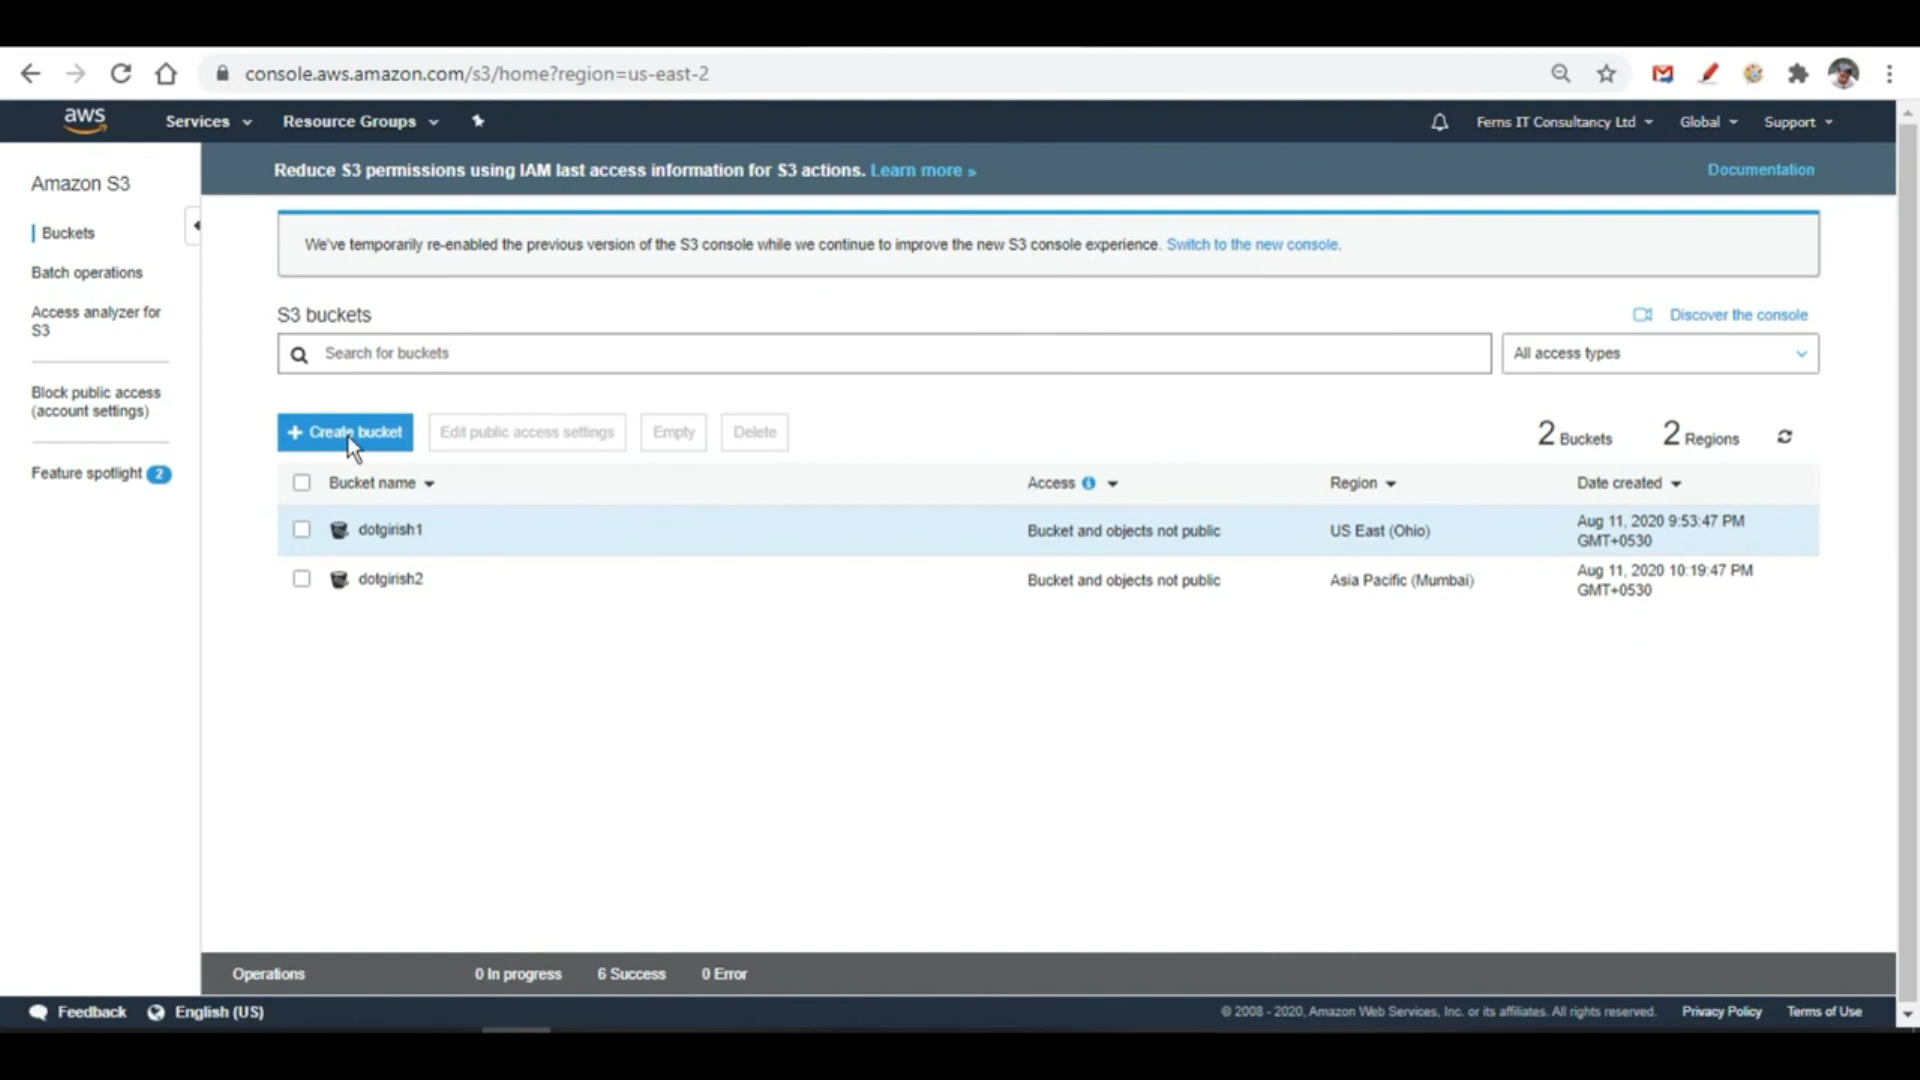 console.aws.amazon.com/s3/home?region=us-east-2
aws
Services
Resource Groups
Ferns IT Consultancy Ltd
Global
Support
Amazon S3
Buckets
Batch operations
Access analyzer for
S3
Block public access
(account settings)
Feature spotlight 2
Reduce S3 permissions using IAM last access information for S3 actions. Learn more »
Documentation
We've temporarily re-enabled the previous version of the S3 console while we continue to improve the new S3 console experience. Switch to the new console.
S3 buckets
Discover the console
Search for buckets
All access types
+ Create bucket
Edit public access settings
Empty
Delete
2 Buckets
2 Regions
Bucket name
Access
Region
Date created
dotgirish1
Bucket and objects not public
US East (Ohio)
Aug 11, 2020 9:53:47 PM
GMT+0530
dotgirish2
Bucket and objects not public
Asia Pacific (Mumbai)
Aug 11, 2020 10:19:47 PM
GMT+0530
Operations
0 In progress
6 Success
0 Error
Feedback
English (US)
© 2008 - 2020, Amazon Web Services, Inc. or its affiliates. All rights reserved.
Privacy Policy
Terms of Use